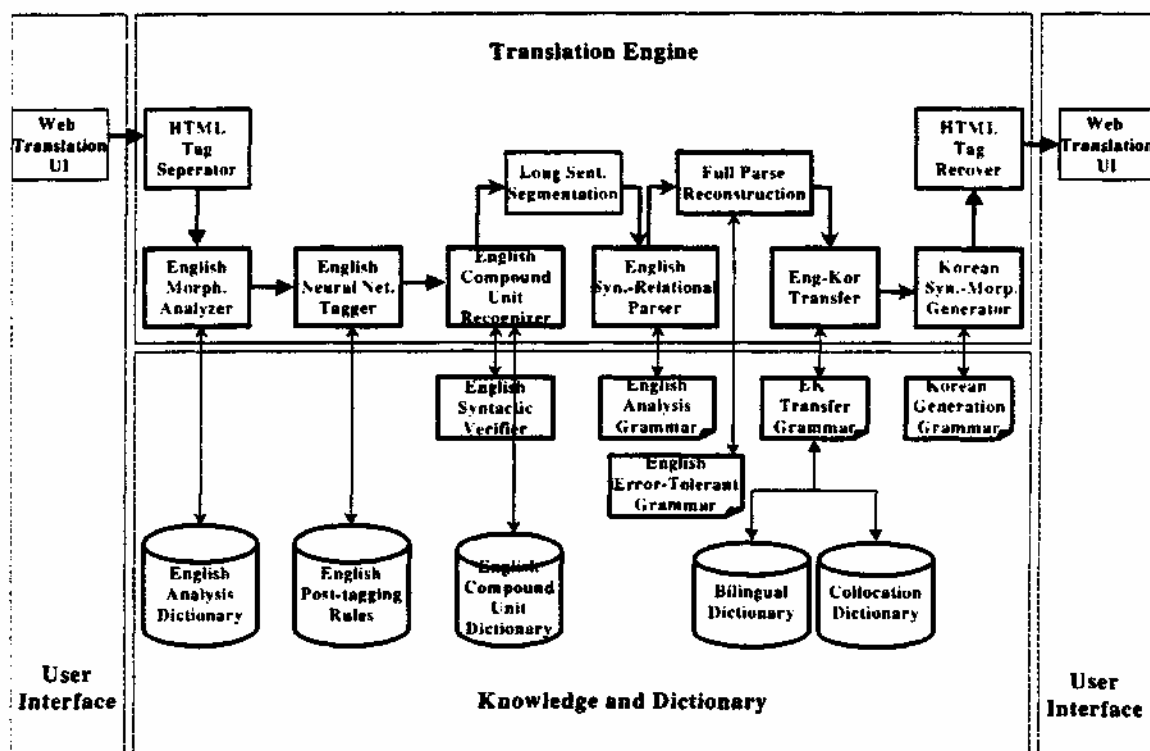 Translation Engine
Web
Translation
UI
HTML
Tag
Seperator
HTML
Tag
Recover
Web
Translation
UI
Long Sent.
Segmentation
Full Parse
Reconstruction
English
Morph.
Analyzer
English
Neural Net.
Tagger
English
Compound
Unit
Recognizer
English
Syn.-Relational
Parser
Eng-Kor
Transfer
Korean
Syn.-Morp.
Generator
English
Syntactic
Verifier
English
Analysis
Grammar
EK
Transfer
Grammar
Korean
Generation
Grammar
English
Error-Tolerant
Grammar
English
Analysis
Dictionary
English
Post-tagging
Rules
English
Compound
Unit
Dictionary
Bilingual
Dictionary
Collocation
Dictionary
User
Interface
Knowledge and Dictionary
User
Interface